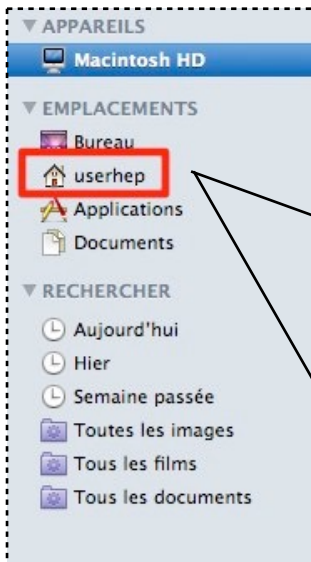 APPAREILS
Macintosh HD
EMPLACEMENTS
Bureau
userhep
Applications
Documents
RECHERCHER
Aujourd'hui
Hier
Semaine passée
Toutes les images
Tous les films
Tous les documents